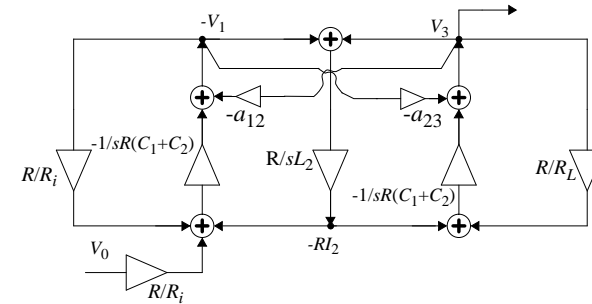 -V1
V3
-a12
-a23
-1/sR(C1+C2)
R/Ri
R/sL2
-1/sR(C1+C2)
R/RL
V0
-RI2
R/Ri